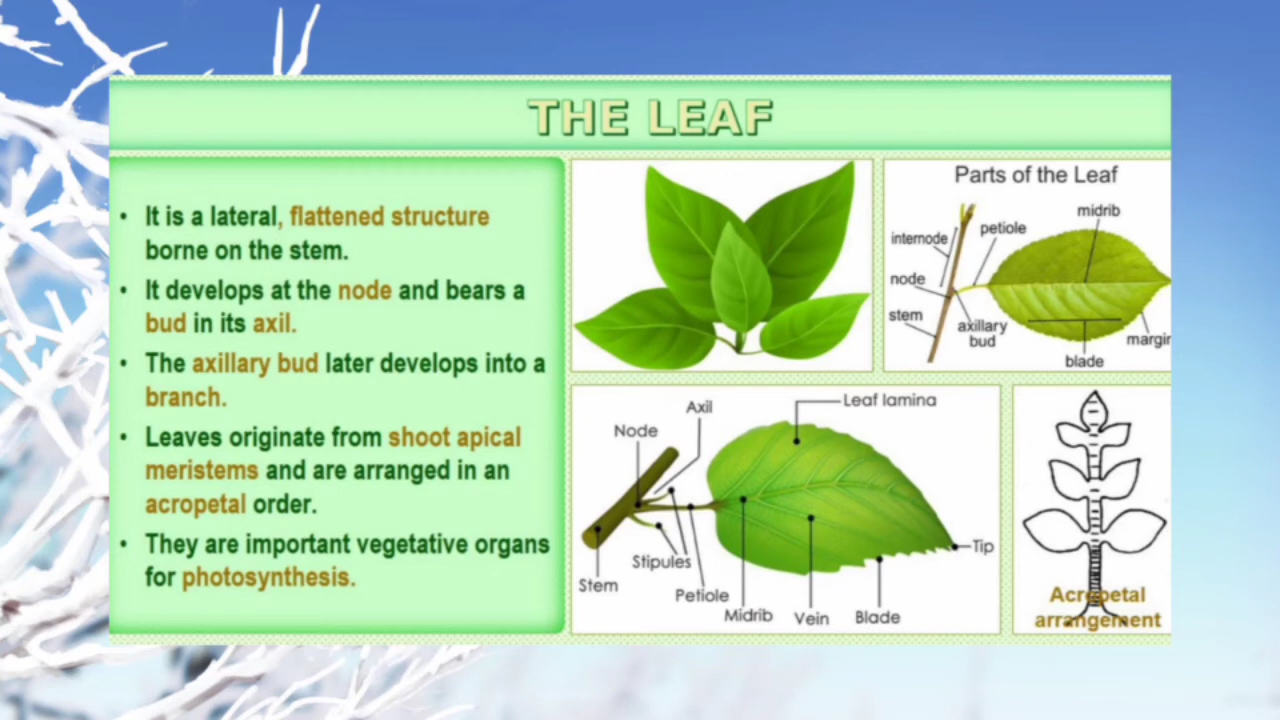 THE LEAF
• It is a lateral, flattened structure
borne on the stem.
• It develops at the node and bears a
bud in its axil.
• The axillary bud later develops into a
branch.
• Leaves originate from shoot apical
meristems and are arranged in an
acropetal order.
• They are important vegetative organs
for photosynthesis.
Parts of the Leaf
midrib
petiole
internode
node
stem
axillary
bud
margin
blade
Axil
Leaf lamina
Node
Tip
Stipules
Stem
Petiole
Midrib
Vein
Blade
Acropetal
arrangement